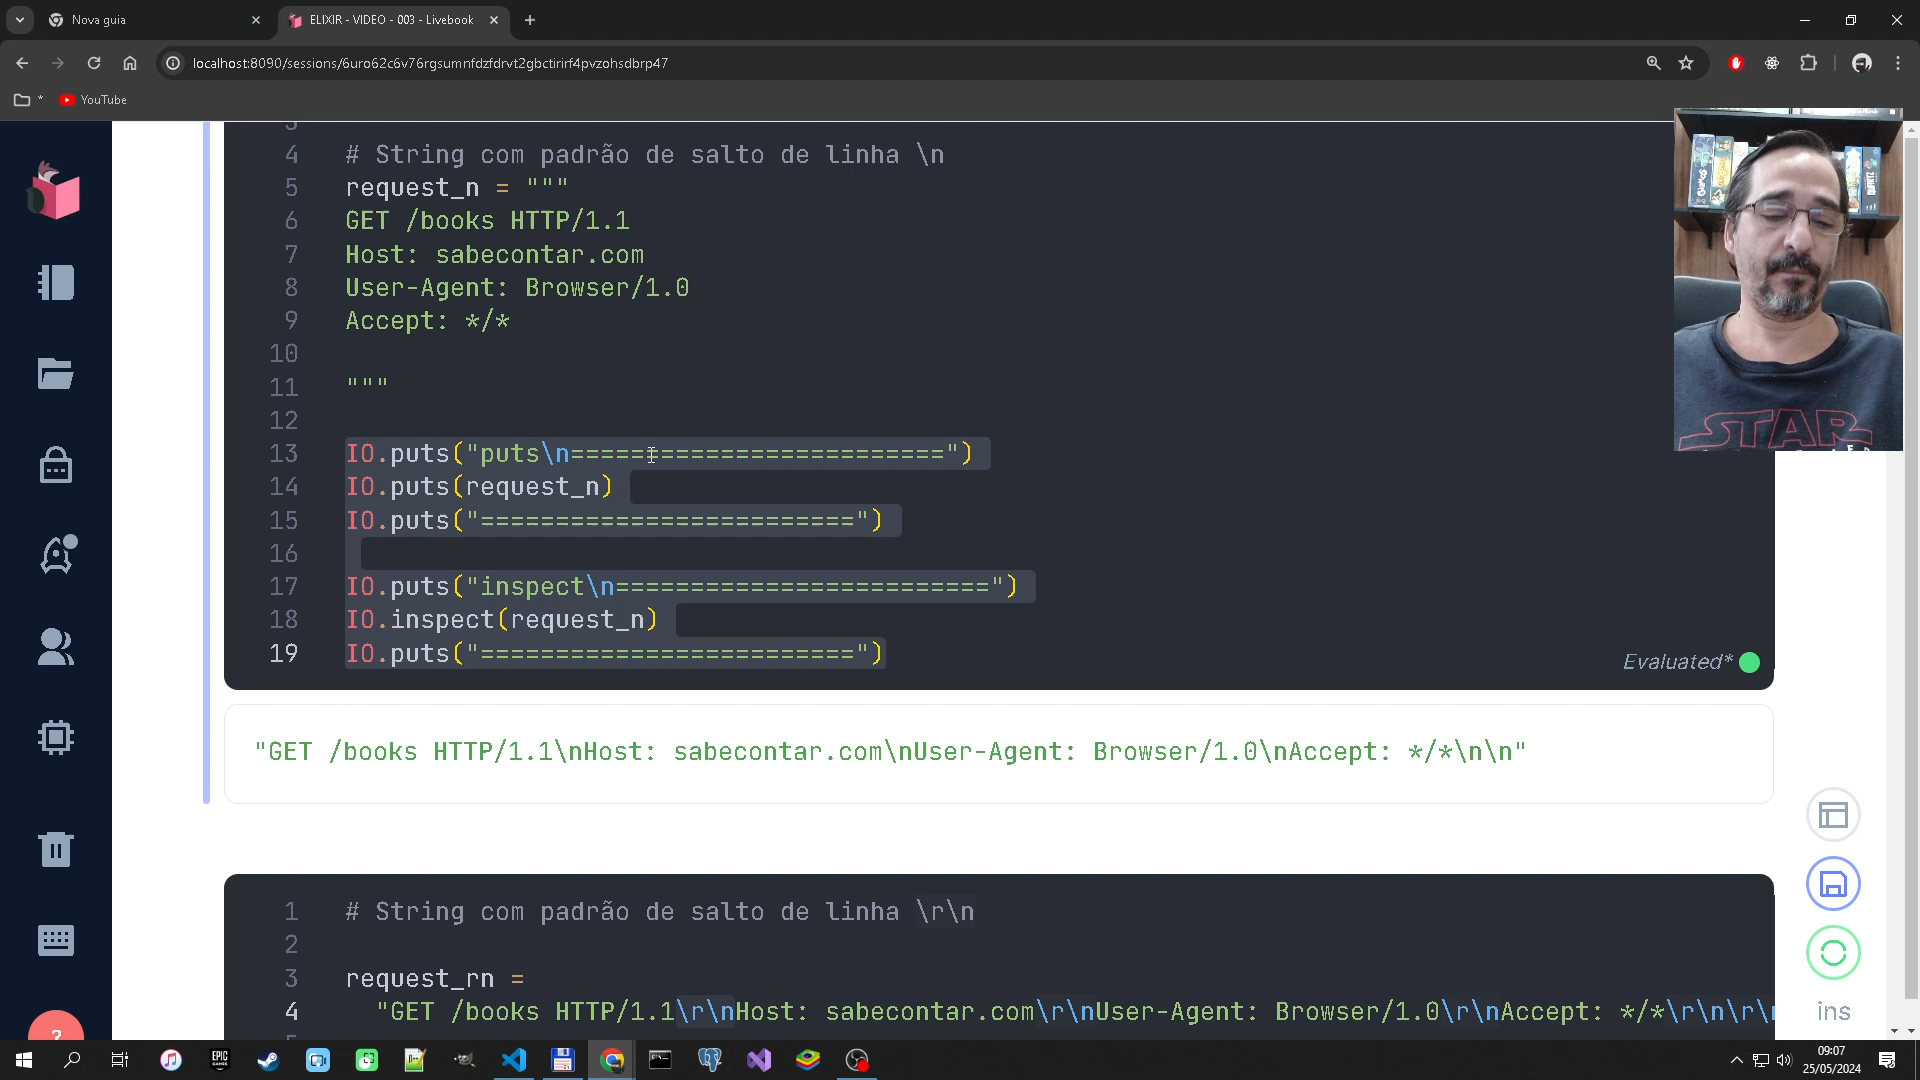 Nova guia
ELIXIR - VIDEO - 003 - Livebook
localhost:8090/sessions/6uro62c6v76rgsumnfdzfdrvt2gbctirirf4pvzohsdbrp47
*
YouTube
4 # String com padrão de salto de linha \n
5 request_n = """
6 GET /books HTTP/1.1
7 Host: sabecontar.com
8 User-Agent: Browser/1.0
9 Accept: */*
10
11 """
12
13 IO.puts("puts\n=========================")
14 IO.puts(request_n)
15 IO.puts("=========================")
16
17 IO.puts("inspect\n=========================")
18 IO.inspect(request_n)
19 IO.puts("=========================")
Evaluated*
"GET /books HTTP/1.1\nHost: sabecontar.com\nUser-Agent: Browser/1.0\nAccept: */*\n\n"
1 # String com padrão de salto de linha \r\n
2
3 request_rn =
4 "GET /books HTTP/1.1\r\nHost: sabecontar.com\r\nUser-Agent: Browser/1.0\r\nAccept: */*\r\n\r\
ins
STAR
EPIC
GAMES
09:07
25/05/2024